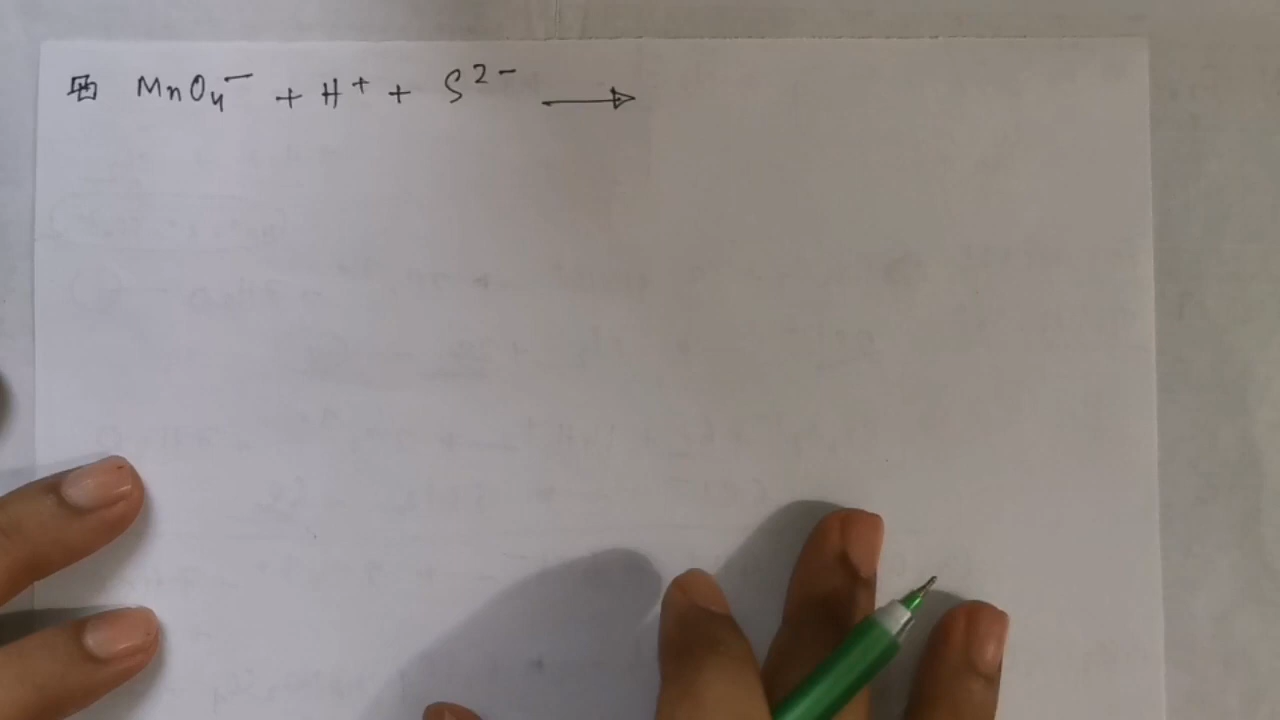 MnO₄⁻ + H⁺ + S²⁻ ⟶